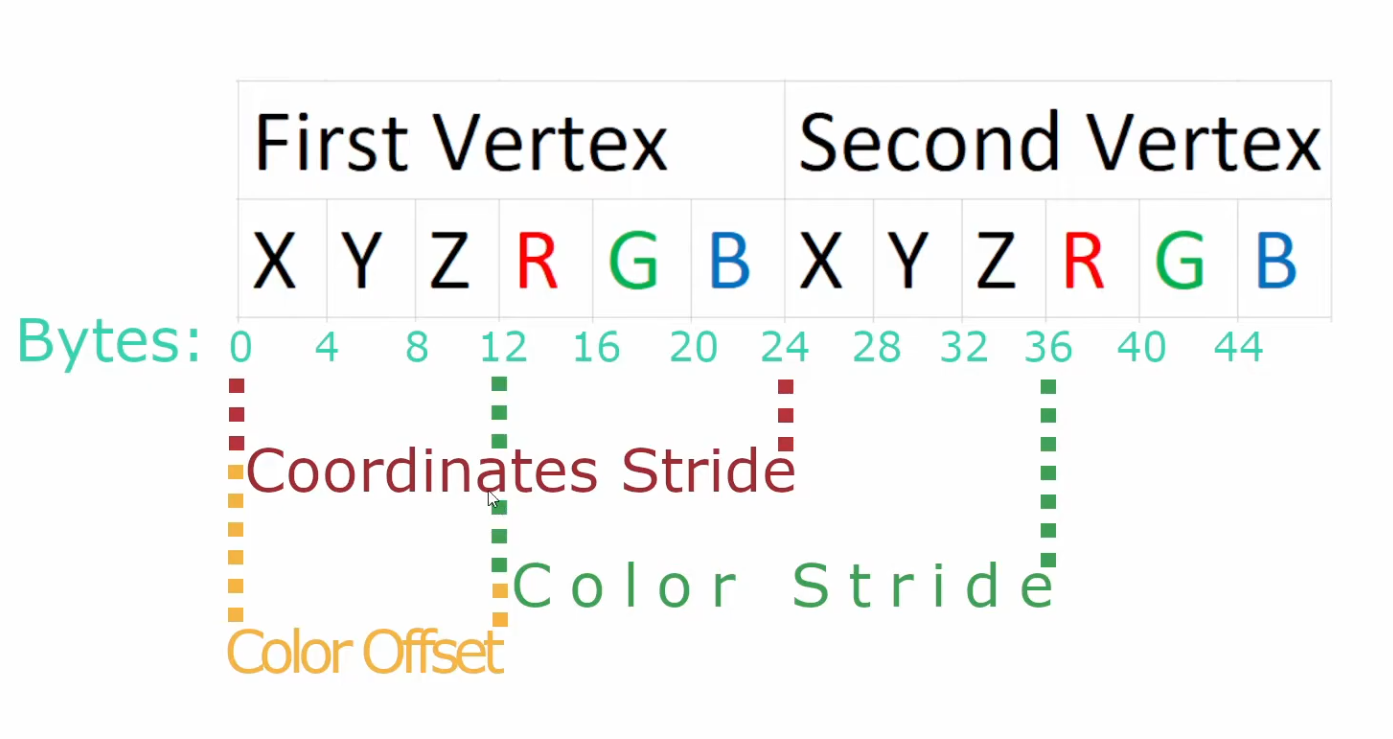 First Vertex Second Vertex
X Y Z R G B X Y Z R G B
Bytes: 0 4 8 12 16 20 24 28 32 36 40 44
Coordinates Stride
Color Stride
Color Offset